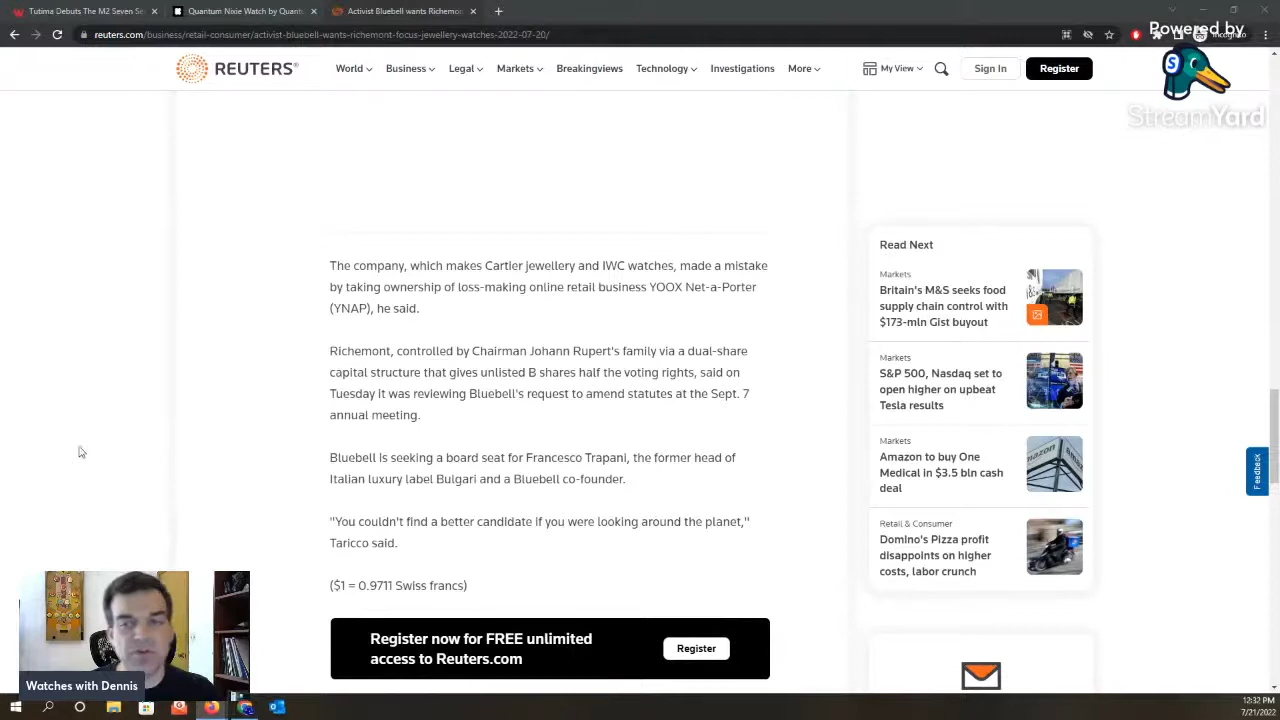 Tutima Debuts The M2 Seven Se
Quantum Nixie Watch by Quantu
Activist Bluebell wants Richemon
reuters.com/business/retail-consumer/activist-bluebell-wants-richemont-focus-jewellery-watches-2022-07-20/
Powered by
StreamYard
REUTERS®
World
Business
Legal
Markets
Breakingviews
Technology
Investigations
More
My View
Sign In
Register
The company, which makes Cartier jewellery and IWC watches, made a mistake
by taking ownership of loss-making online retail business YOOX Net-a-Porter
(YNAP), he said.
Richemont, controlled by Chairman Johann Rupert's family via a dual-share
capital structure that gives unlisted B shares half the voting rights, said on
Tuesday it was reviewing Bluebell's request to amend statutes at the Sept. 7
annual meeting.
Bluebell is seeking a board seat for Francesco Trapani, the former head of
Italian luxury label Bulgari and a Bluebell co-founder.
"You couldn't find a better candidate if you were looking around the planet,"
Taricco said.
($1 = 0.9711 Swiss francs)
Register now for FREE unlimited
access to Reuters.com
Register
Read Next
Markets
Britain's M&S seeks food
supply chain control with
$173-mln Gist buyout
Markets
S&P 500, Nasdaq set to
open higher on upbeat
Tesla results
Markets
Amazon to buy One
Medical in $3.5 bln cash
deal
Retail & Consumer
Domino's Pizza profit
disappoints on higher
costs, labor crunch
Feedback
Watches with Dennis
12:32 PM
7/21/2022